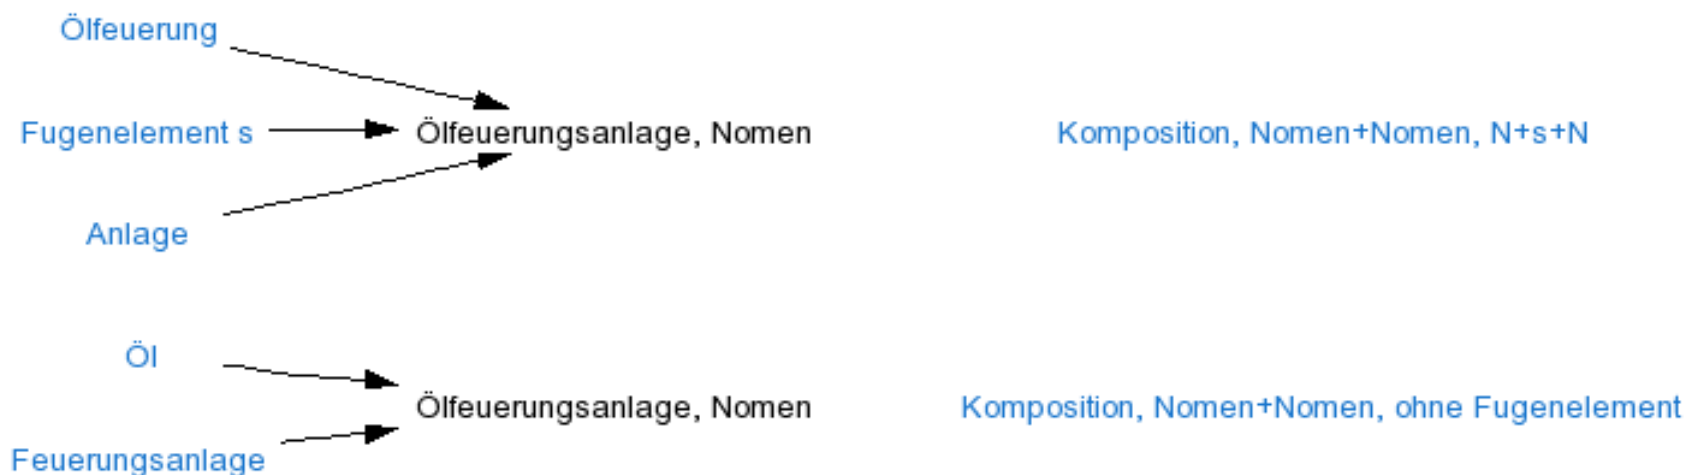 Ölfeuerung
Fugenelement s
Ölfeuerungsanlage, Nomen
Komposition, Nomen+Nomen, N+s+N
Anlage
Öl
Ölfeuerungsanlage, Nomen
Komposition, Nomen+Nomen, ohne Fugenelement
Feuerungsanlage